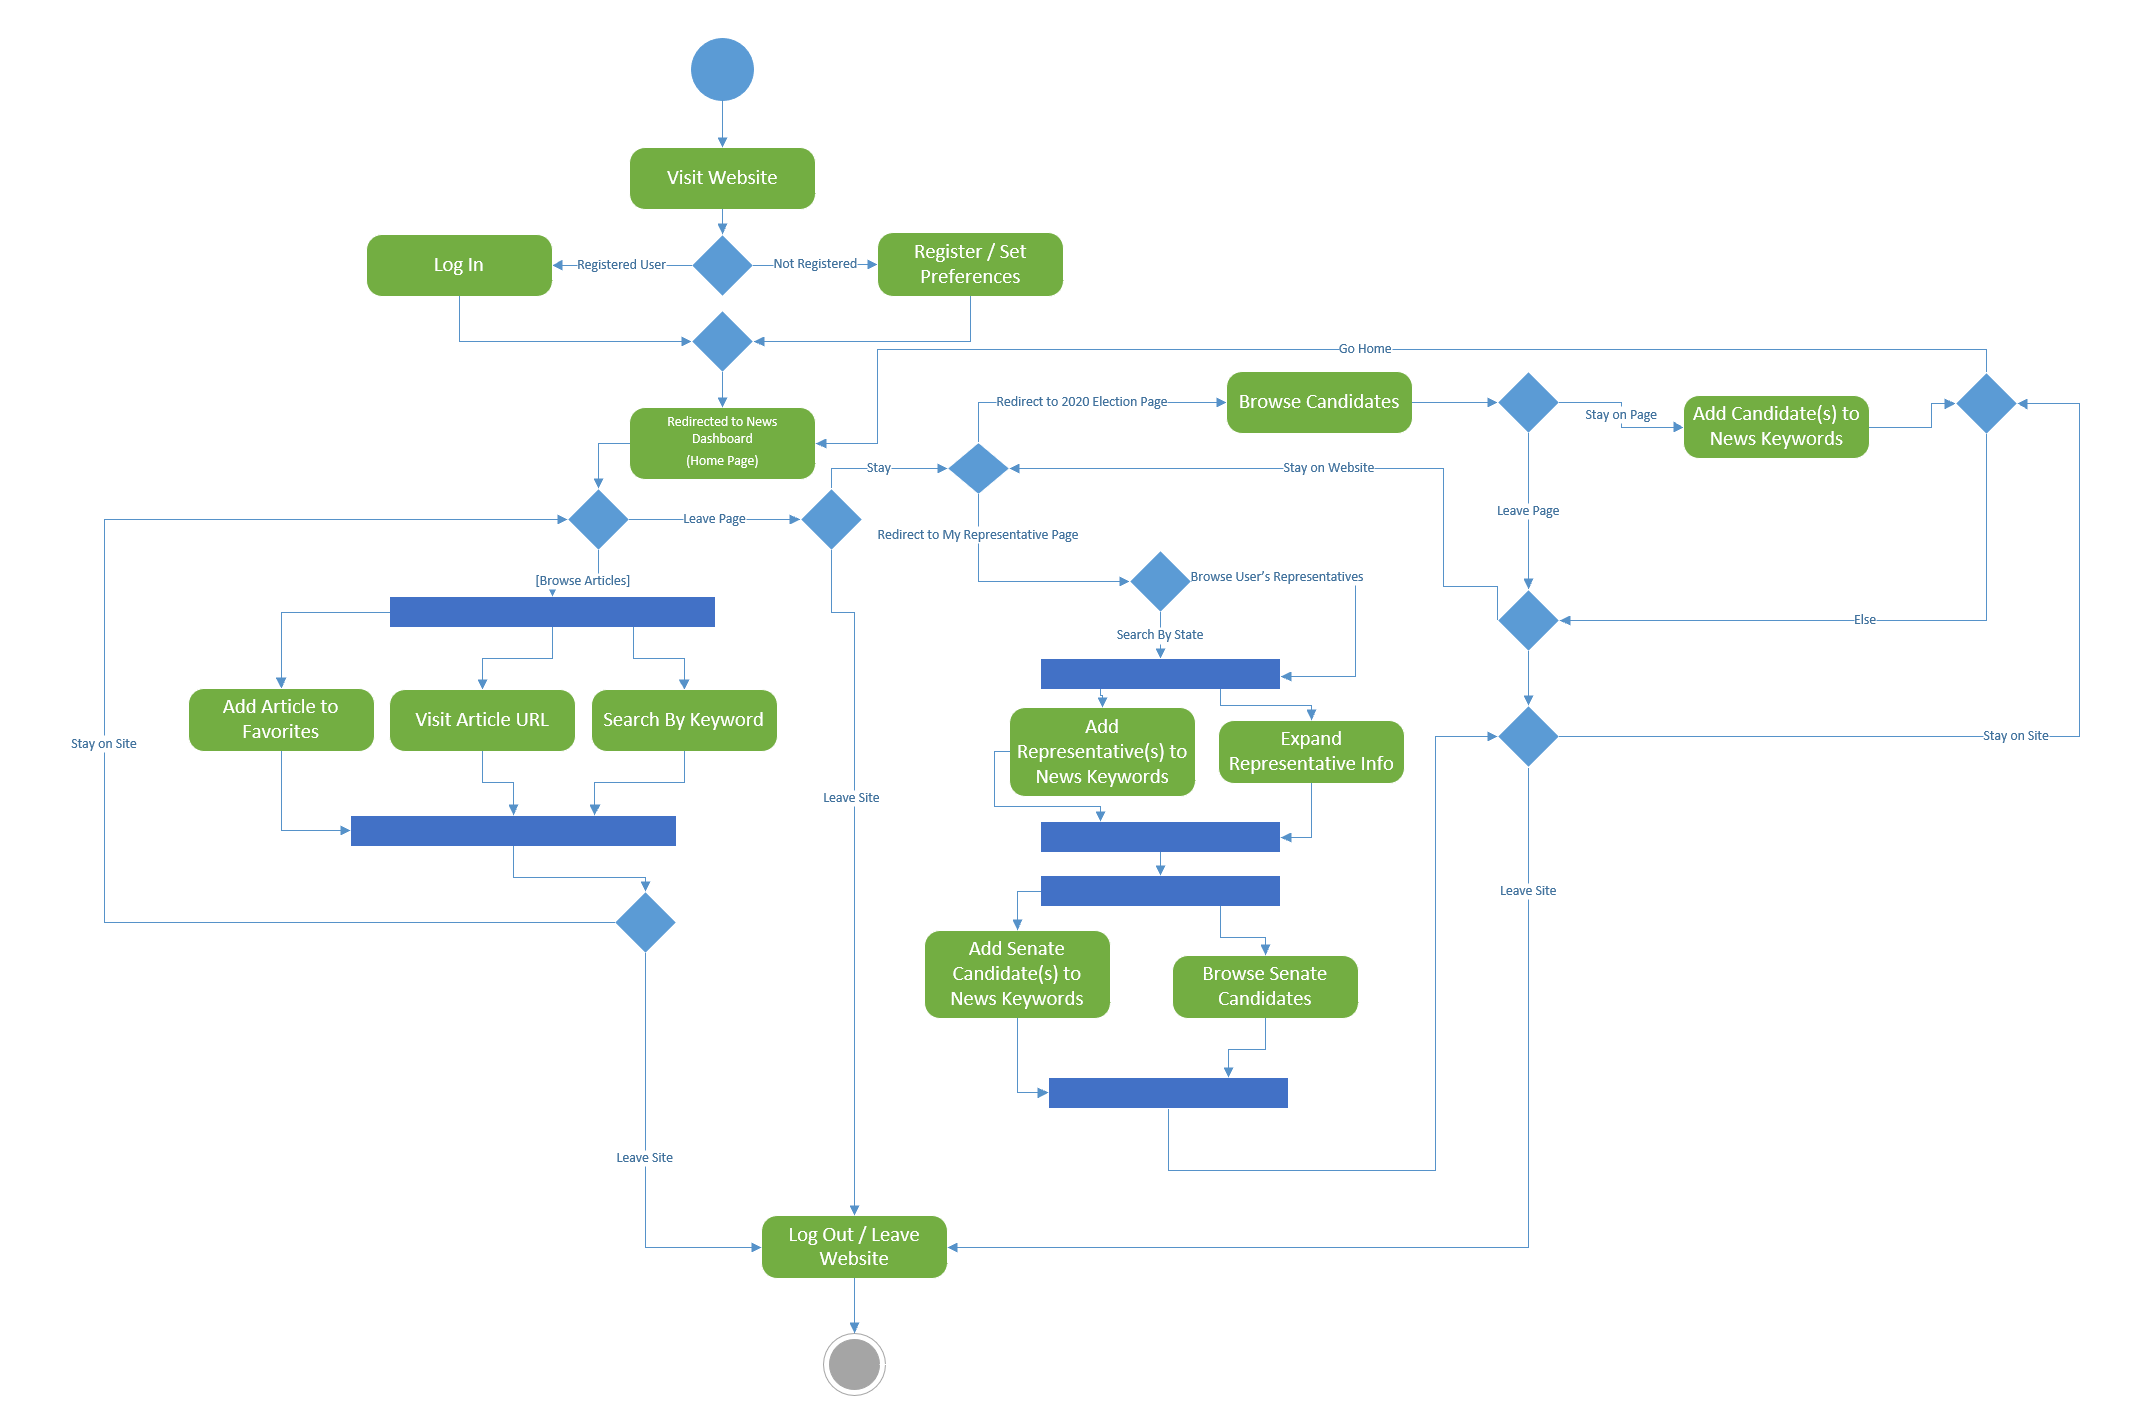 Visit Website
Log In
Registered User
Not Registered
Register / Set
Preferences
Go Home
Redirected to News
Dashboard
(Home Page)
Redirect to 2020 Election Page
Browse Candidates
Stay on Page
Add Candidate(s) to
News Keywords
Stay
Stay on Website
Leave Page
Leave Page
Redirect to My Representative Page
[Browse Articles]
Browse User's Representatives
Search By State
Else
Add Article to
Favorites
Visit Article URL
Search By Keyword
Add
Representative(s) to
News Keywords
Expand
Representative Info
Stay on Site
Stay on Site
Leave Site
Leave Site
Add Senate
Candidate(s) to
News Keywords
Browse Senate
Candidates
Leave Site
Log Out / Leave
Website